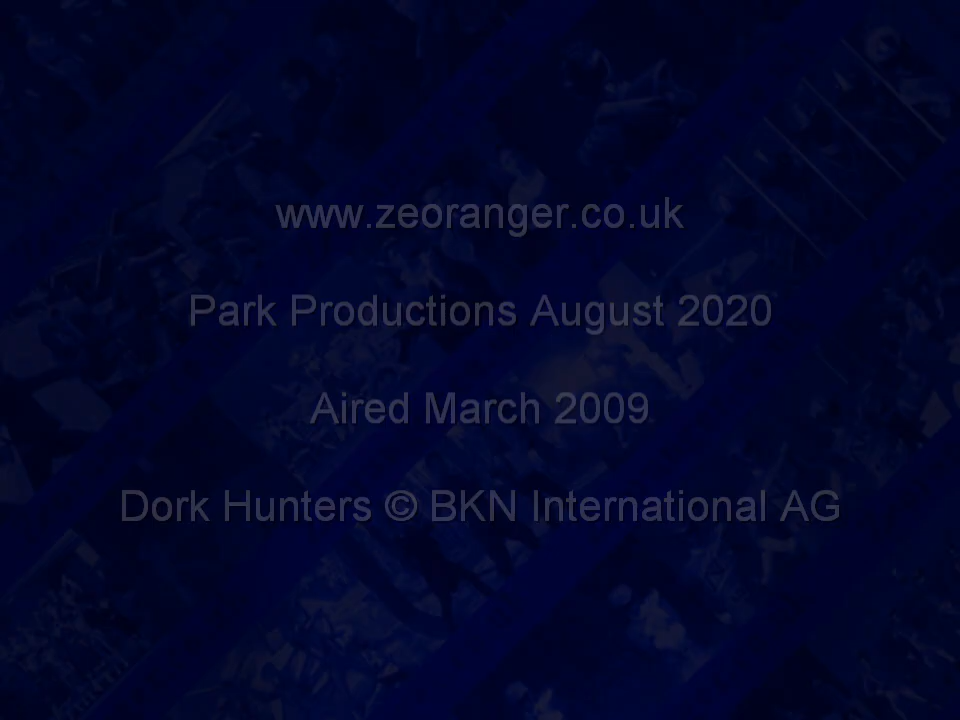 www.zeoranger.co.uk
Park Productions August 2020
Aired March 2009
Dork Hunters © BKN International AG